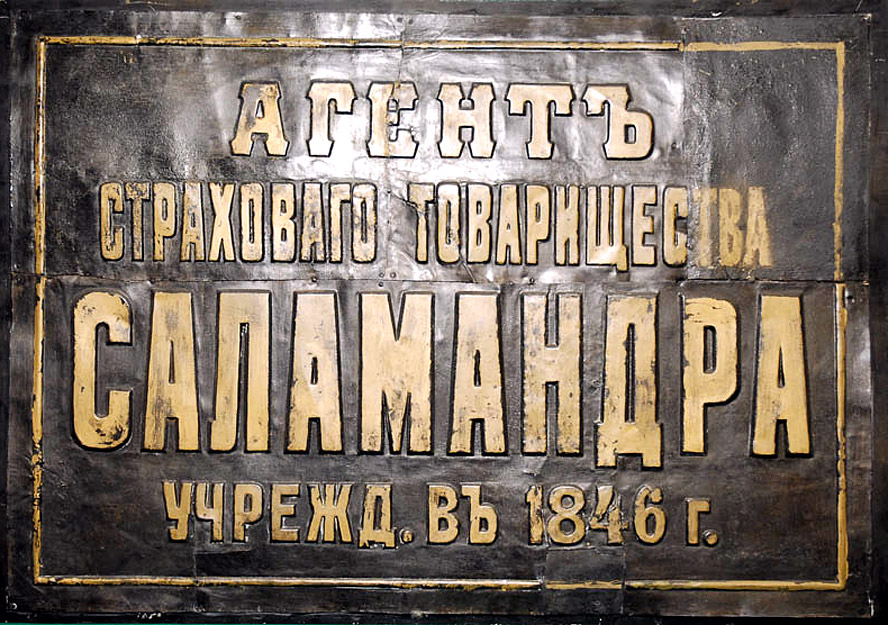 АГЕНТЪ
СТРАХОВАГО ТОВАРИЩЕСТВА
САЛАМАНДРА
УЧРЕЖД. ВЪ 1846 г.